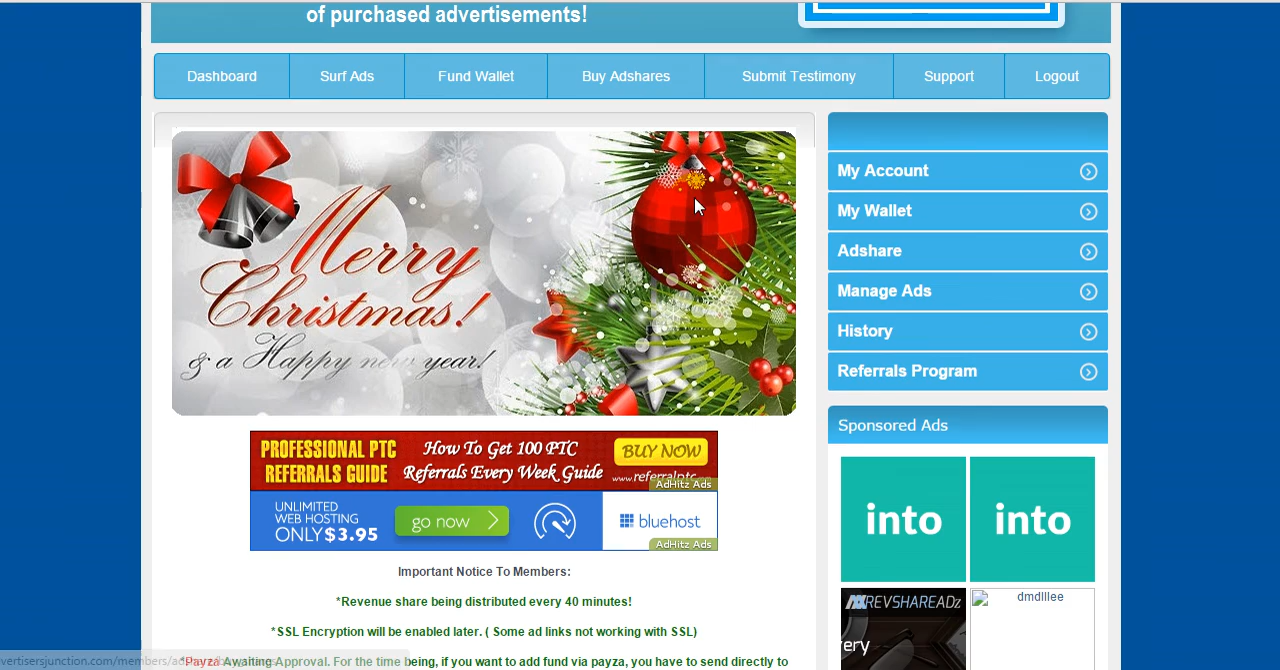 of purchased advertisements!
Dashboard
Surf Ads
Fund Wallet
Buy Adshares
Submit Testimony
Support
Logout
Merry
Christmas!
& a Happy new year!
My Account
My Wallet
Adshare
Manage Ads
History
Referrals Program
Sponsored Ads
into
into
REVSHAREADz
very
dmdlllee
PROFESSIONAL PTC
REFERRALS GUIDE
How To Get 100 PTC
Referrals Every Week Guide
BUY NOW
www.referralptc
AdHitz Ads
UNLIMITED
WEB HOSTING
ONLY $3.95
go now
bluehost
AdHitz Ads
Important Notice To Members:
*Revenue share being distributed every 40 minutes!
*SSL Encryption will be enabled later. ( Some ad links not working with SSL)
*Payza Awaiting Approval. For the time being, if you want to add fund via payza, you have to send directly to